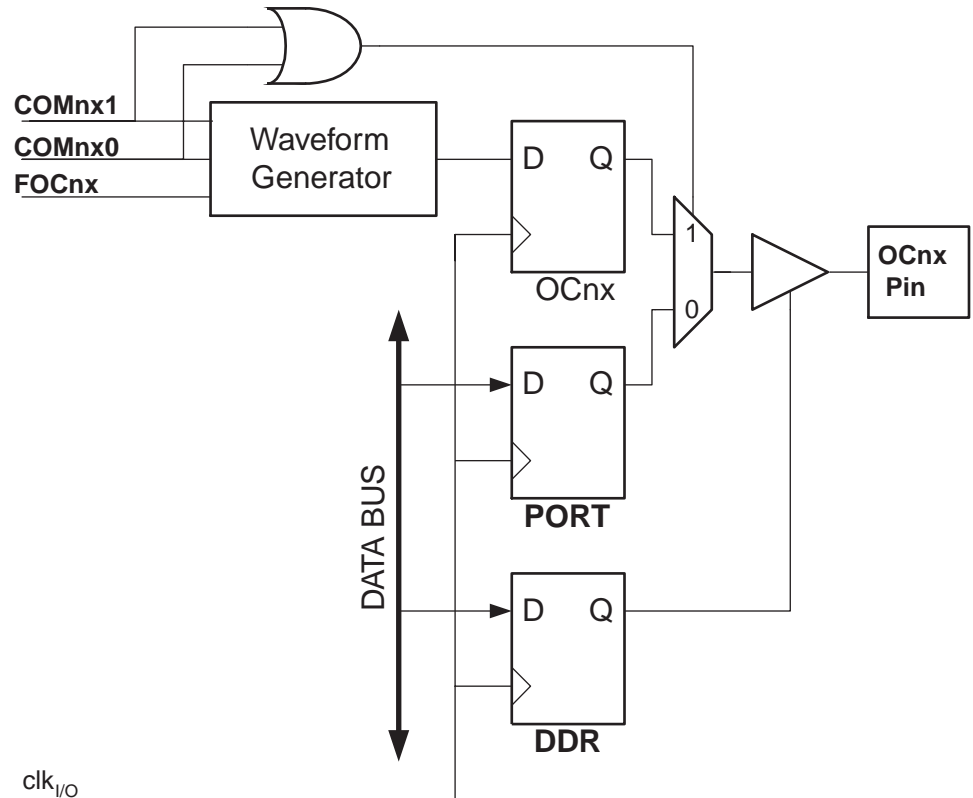 COMnx1
COMnx0
FOCnx
Waveform
Generator
D Q
OCnx
1
0
OCnx
Pin
D Q
PORT
DATA BUS
D Q
DDR
clkI/O